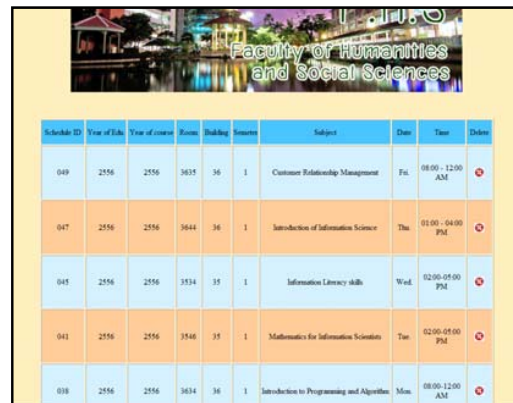 Faculty of Humanities
and Social Sciences
Schedule ID Year of Edu Year of course Room Building Semeter Subject Date Time Delete
049 2556 2556 3635 36 1 Customer Relationship Management Fri. 08:00 - 12:00 AM
047 2556 2556 3644 36 1 Introduction of Information Science Thu. 01:00 - 04:00 PM
045 2556 2556 3534 35 1 Information Literacy skills Wed. 02:00-05:00 PM
041 2556 2556 3546 35 1 Mathematics for Information Scientists Tue. 02:00-05:00 PM
038 2556 2556 3634 36 1 Introduction to Programming and Algorithm Mon. 08:00-12:00 AM